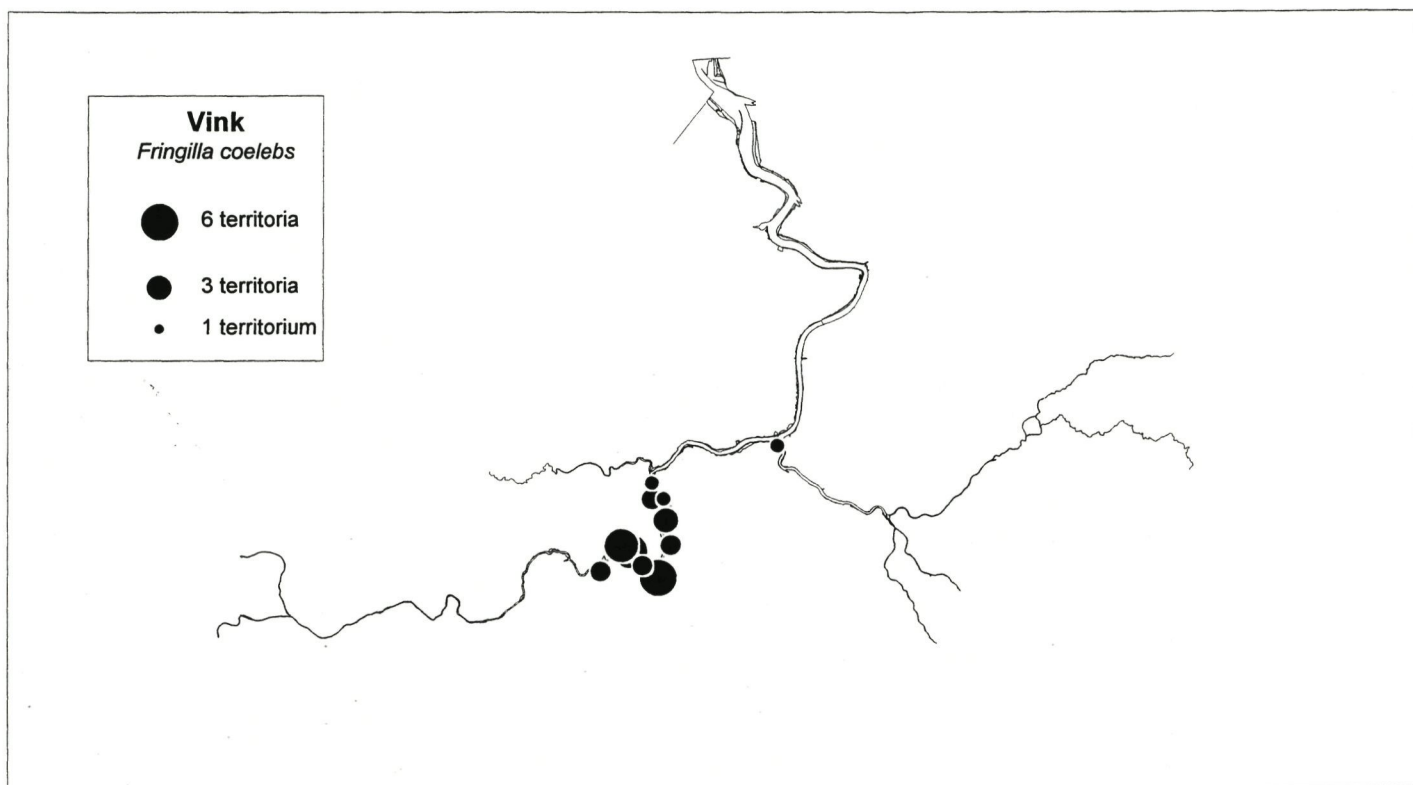 Vink
Fringilla coelebs
6 territoria
3 territoria
1 territorium